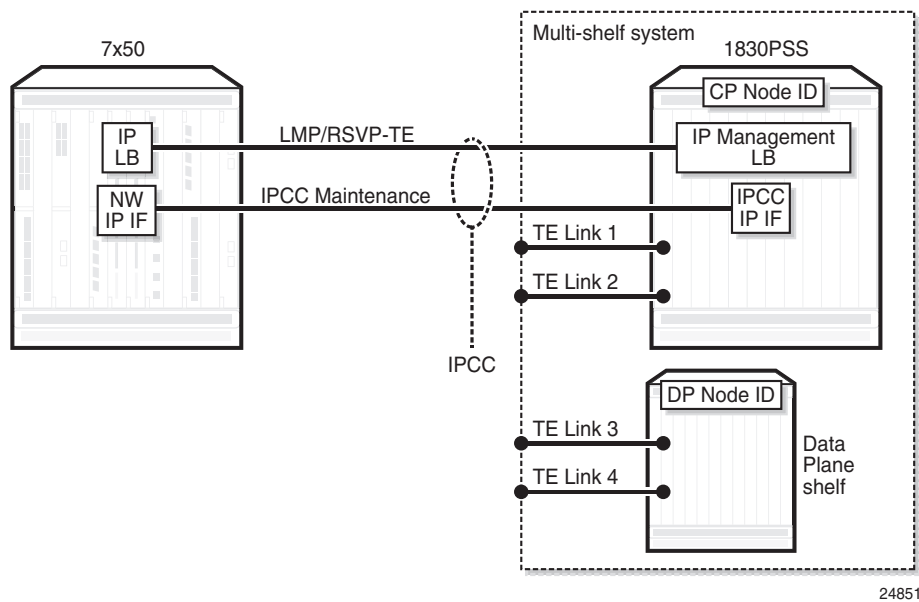 Multi-shelf system
7x50
1830PSS
CP Node ID
IP
LB
LMP/RSVP-TE
IP Management
LB
NW
IP IF
IPCC Maintenance
IPCC
IP IF
TE Link 1
TE Link 2
IPCC
DP Node ID
TE Link 3
TE Link 4
Data
Plane
shelf
24851